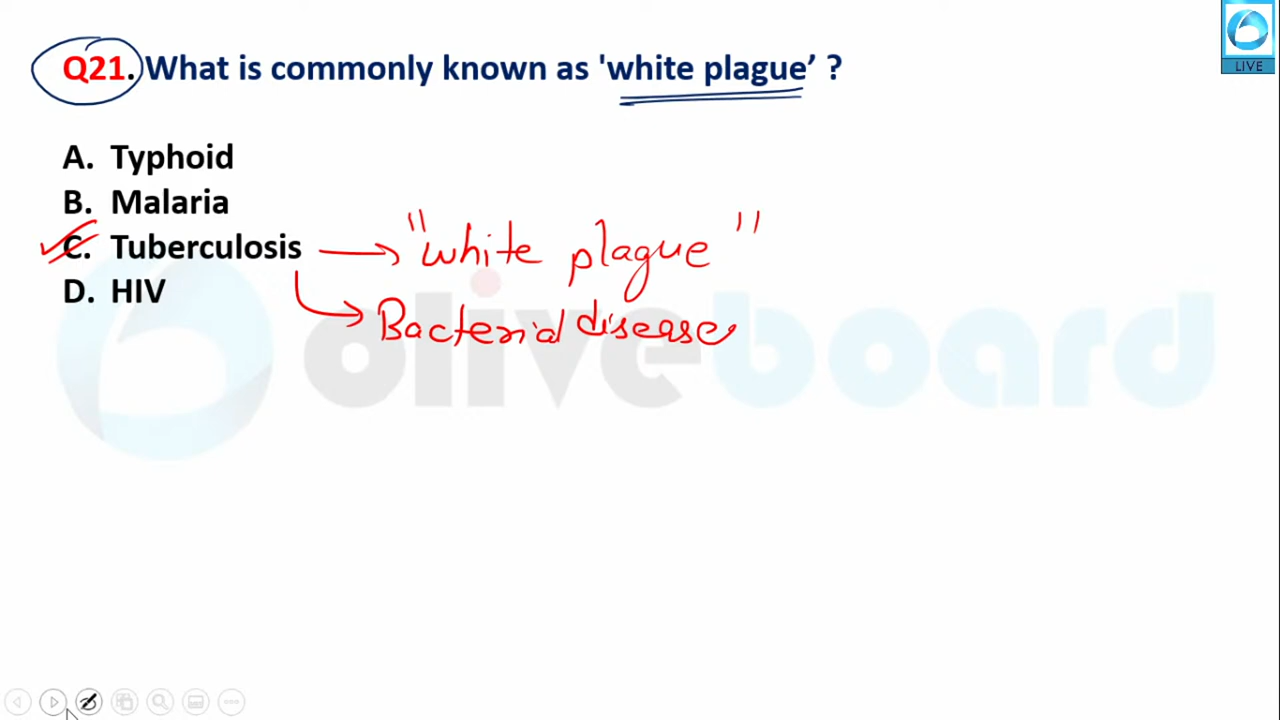 Q21. What is commonly known as 'white plague’ ?
LIVE
A. Typhoid
B. Malaria
C. Tuberculosis → "white plague"
D. HIV
Bacterial disease
oliveboard